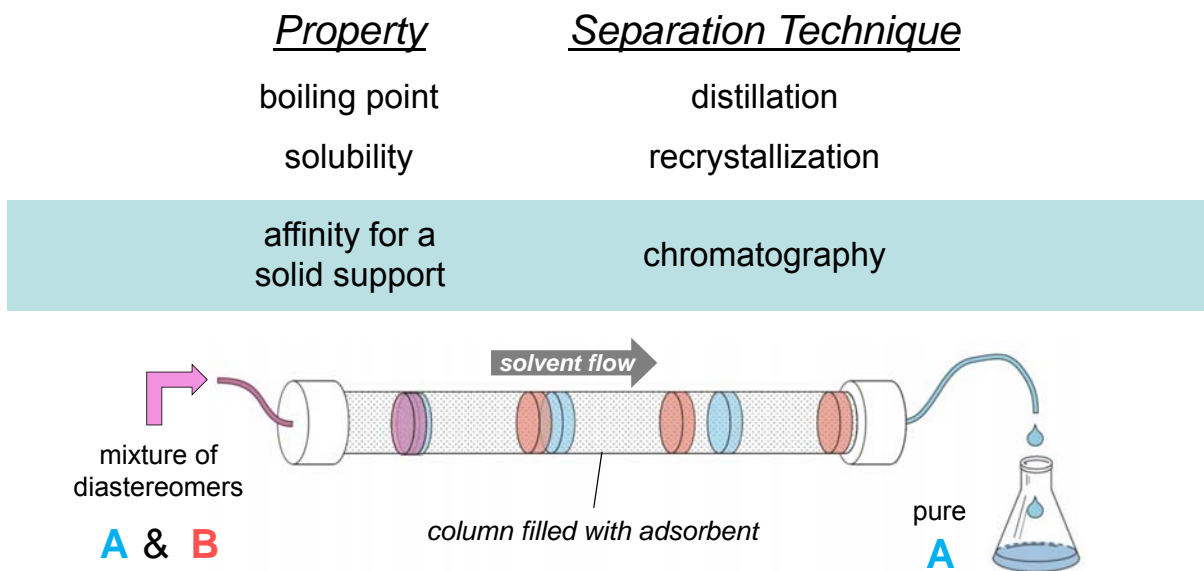 Property Separation Technique
boiling point distillation
solubility recrystallization
affinity for a
solid support
chromatography
solvent flow
mixture of
diastereomers
A & B
column filled with adsorbent
pure
A